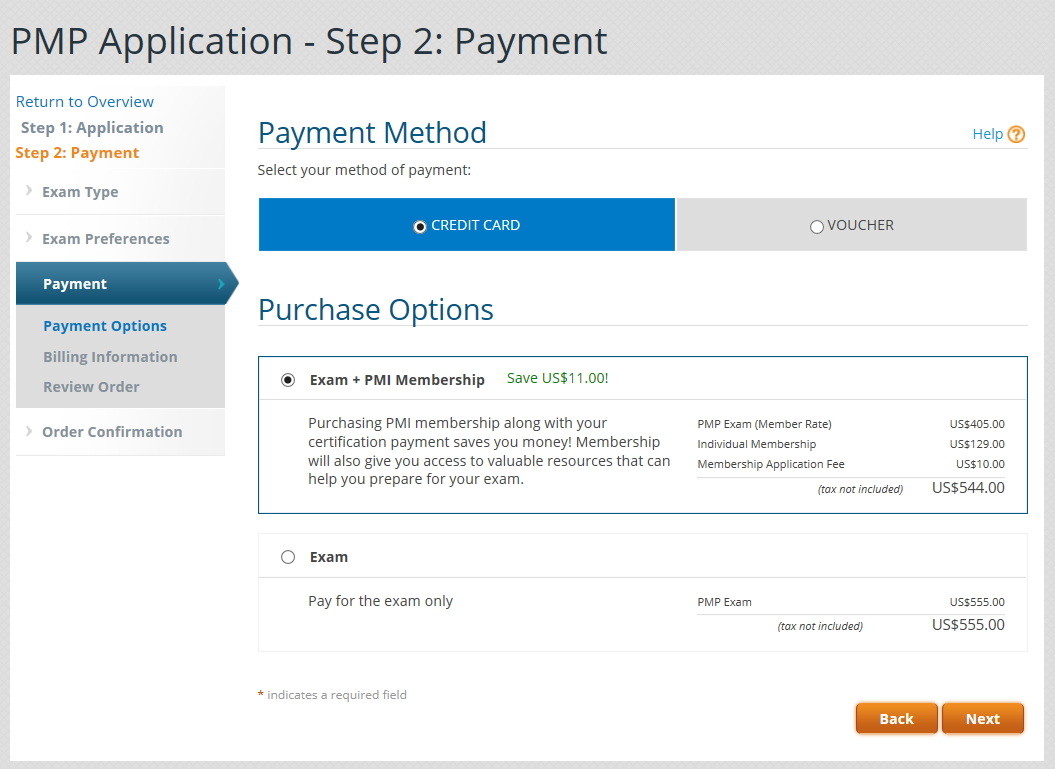 PMP Application - Step 2: Payment
Return to Overview
Step 1: Application
Step 2: Payment
Exam Type
Exam Preferences
Payment
Payment Options
Billing Information
Review Order
Order Confirmation
Payment Method
Help ?
Select your method of payment:
CREDIT CARD
VOUCHER
Purchase Options
Exam + PMI Membership Save US$11.00!
Purchasing PMI membership along with your
certification payment saves you money! Membership
will also give you access to valuable resources that can
help you prepare for your exam.
PMP Exam (Member Rate) US$405.00
Individual Membership US$129.00
Membership Application Fee US$10.00
(tax not included) US$544.00
Exam
Pay for the exam only
PMP Exam US$555.00
(tax not included) US$555.00
* indicates a required field
Back
Next